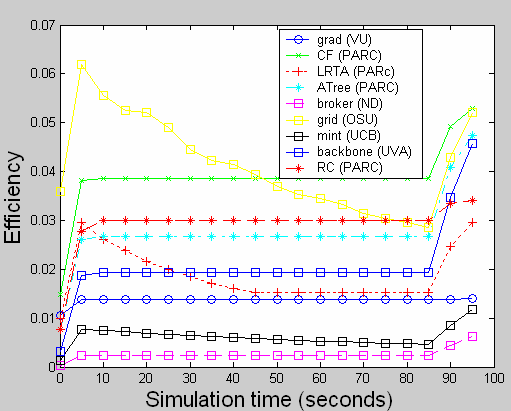 0.07
0.06
0.05
0.04
0.03
0.02
0.01
0
Efficiency
grad (VU)
CF (PARC)
LRTA (PARc)
ATree (PARC)
broker (ND)
grid (OSU)
mint (UCB)
backbone (UVA)
RC (PARC)
0 10 20 30 40 50 60 70 80 90 100
Simulation time (seconds)